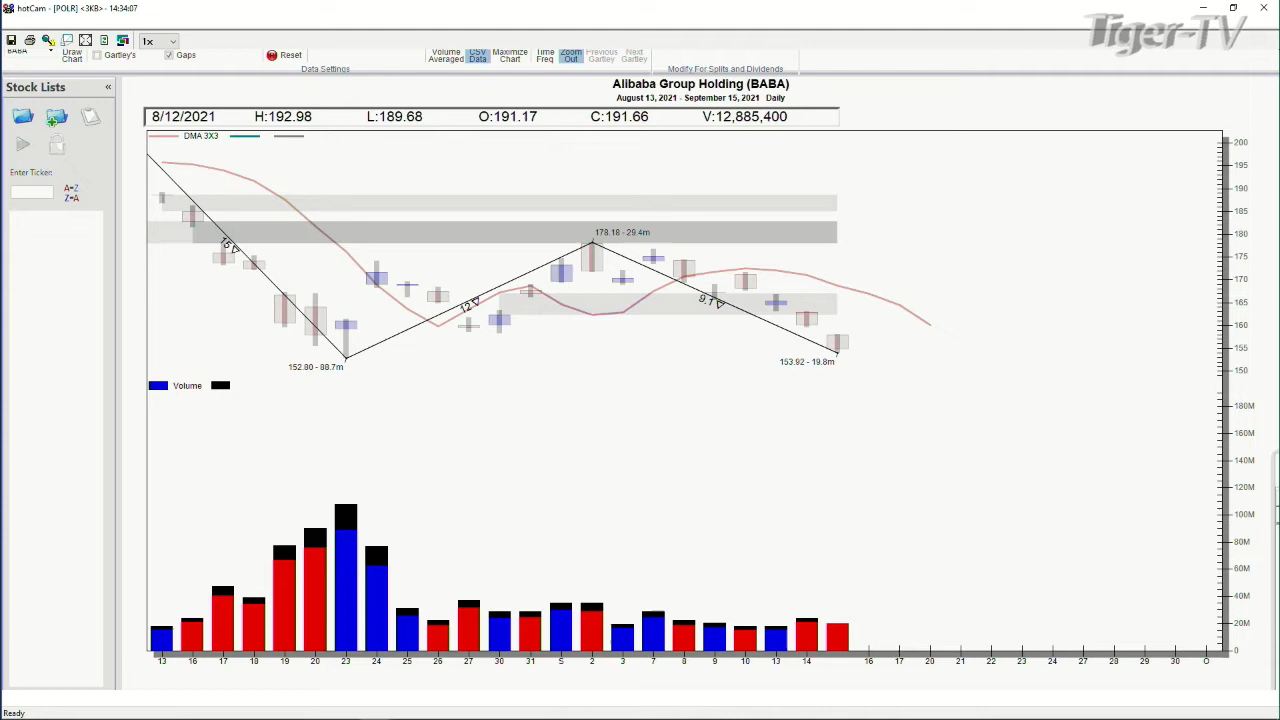 hotCam - [POLR] <3KB> - 14:34:07
Tiger-TV
1x
BABA
Draw Chart
Gartley's
Gaps
Reset
Volume Averaged
CSV Data
Maximize Chart
Time Freq
Zoom Out
Previous Gartley
Next Gartley
Data Settings
Modify For Splits and Dividends
Stock Lists
«
Alibaba Group Holding (BABA)
August 13, 2021 - September 15, 2021 Daily
8/12/2021 H:192.98 L:189.68 O:191.17 C:191.66 V:12,885,400
DMA 3X3
Enter Ticker:
A=Z
Z=A
200
195
190
185
180
175
170
165
160
155
150
178.18 - 29.4m
15
12
9.7
152.80 - 88.7m
153.92 - 19.8m
Volume
180M
160M
140M
120M
100M
80M
60M
40M
20M
0
13 16 17 18 19 20 23 24 25 26 27 30 31 S 2 3 7 8 9 10 13 14 16 17 20 21 22 23 24 27 28 29 30 O
Ready